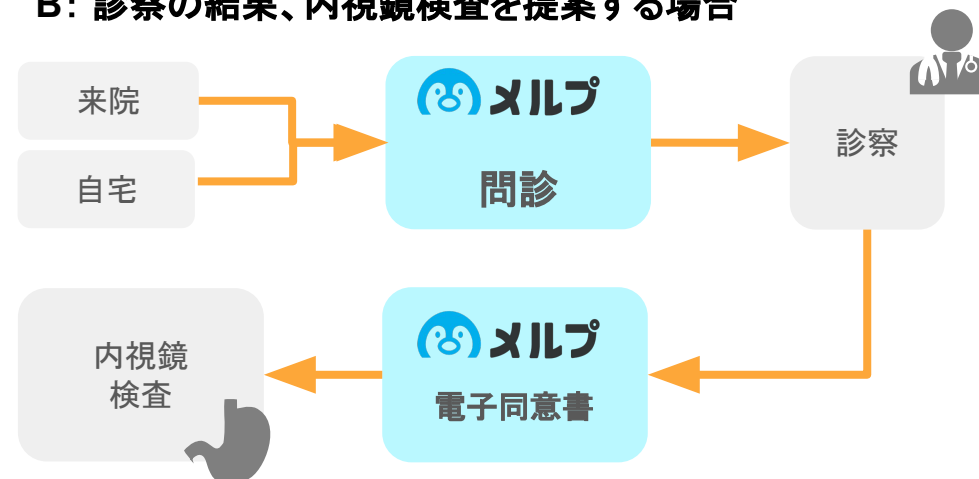 B: 診察の結果、内視鏡検査を提案する場合
来院
自宅
メルプ
問診
診察
内視鏡
検査
メルプ
電子同意書